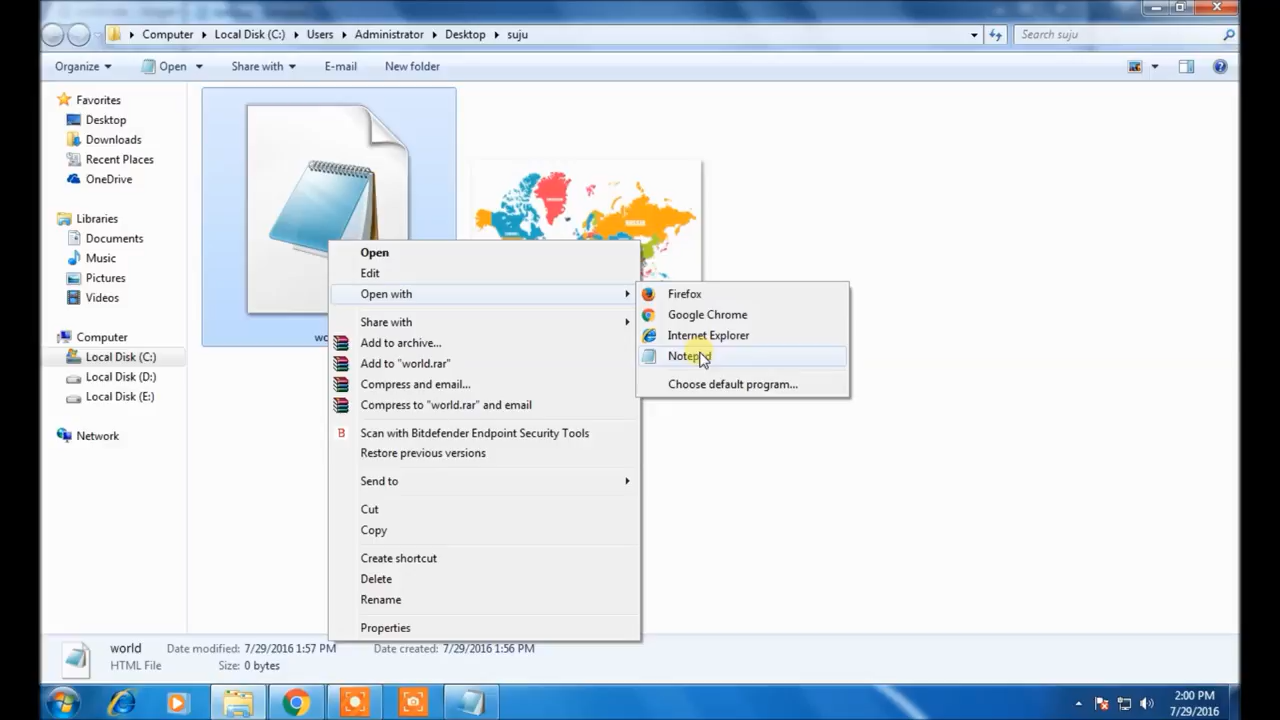 Computer ▸ Local Disk (C:) ▸ Users ▸ Administrator ▸ Desktop ▸ suju
Search suju
Organize Open Share with E-mail New folder
Favorites
Desktop
Downloads
Recent Places
OneDrive
Libraries
Documents
Music
Pictures
Videos
Computer
Local Disk (C:)
Local Disk (D:)
Local Disk (E:)
Network
Open
Edit
Open with
Share with
Add to archive...
Add to "world.rar"
Compress and email...
Compress to "world.rar" and email
Scan with Bitdefender Endpoint Security Tools
Restore previous versions
Send to
Cut
Copy
Create shortcut
Delete
Rename
Properties
Firefox
Google Chrome
Internet Explorer
Notepad
Choose default program...
world Date modified: 7/29/2016 1:57 PM Date created: 7/29/2016 1:56 PM
HTML File Size: 0 bytes
2:00 PM
7/29/2016